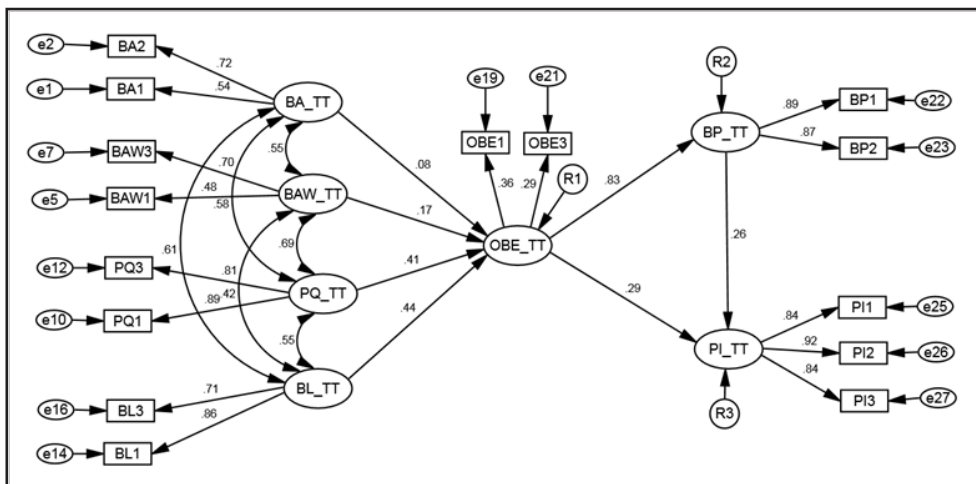 e2
BA2
.72
e1
BA1
.54
BA_TT
e7
BAW3
.70
.55
e5
BAW1
.48
.58
BAW_TT
.61
.69
e12
PQ3
.81
PQ_TT
e10
PQ1
.89
.42
.55
BL_TT
e16
BL3
.71
e14
BL1
.86
.08
.17
.41
.44
e19
e21
OBE1
OBE3
.36
.29
R1
OBE_TT
.83
.29
R2
BP_TT
.89
BP1
e22
.87
BP2
e23
.26
PI_TT
R3
.84
PI1
e25
.92
PI2
e26
.84
PI3
e27